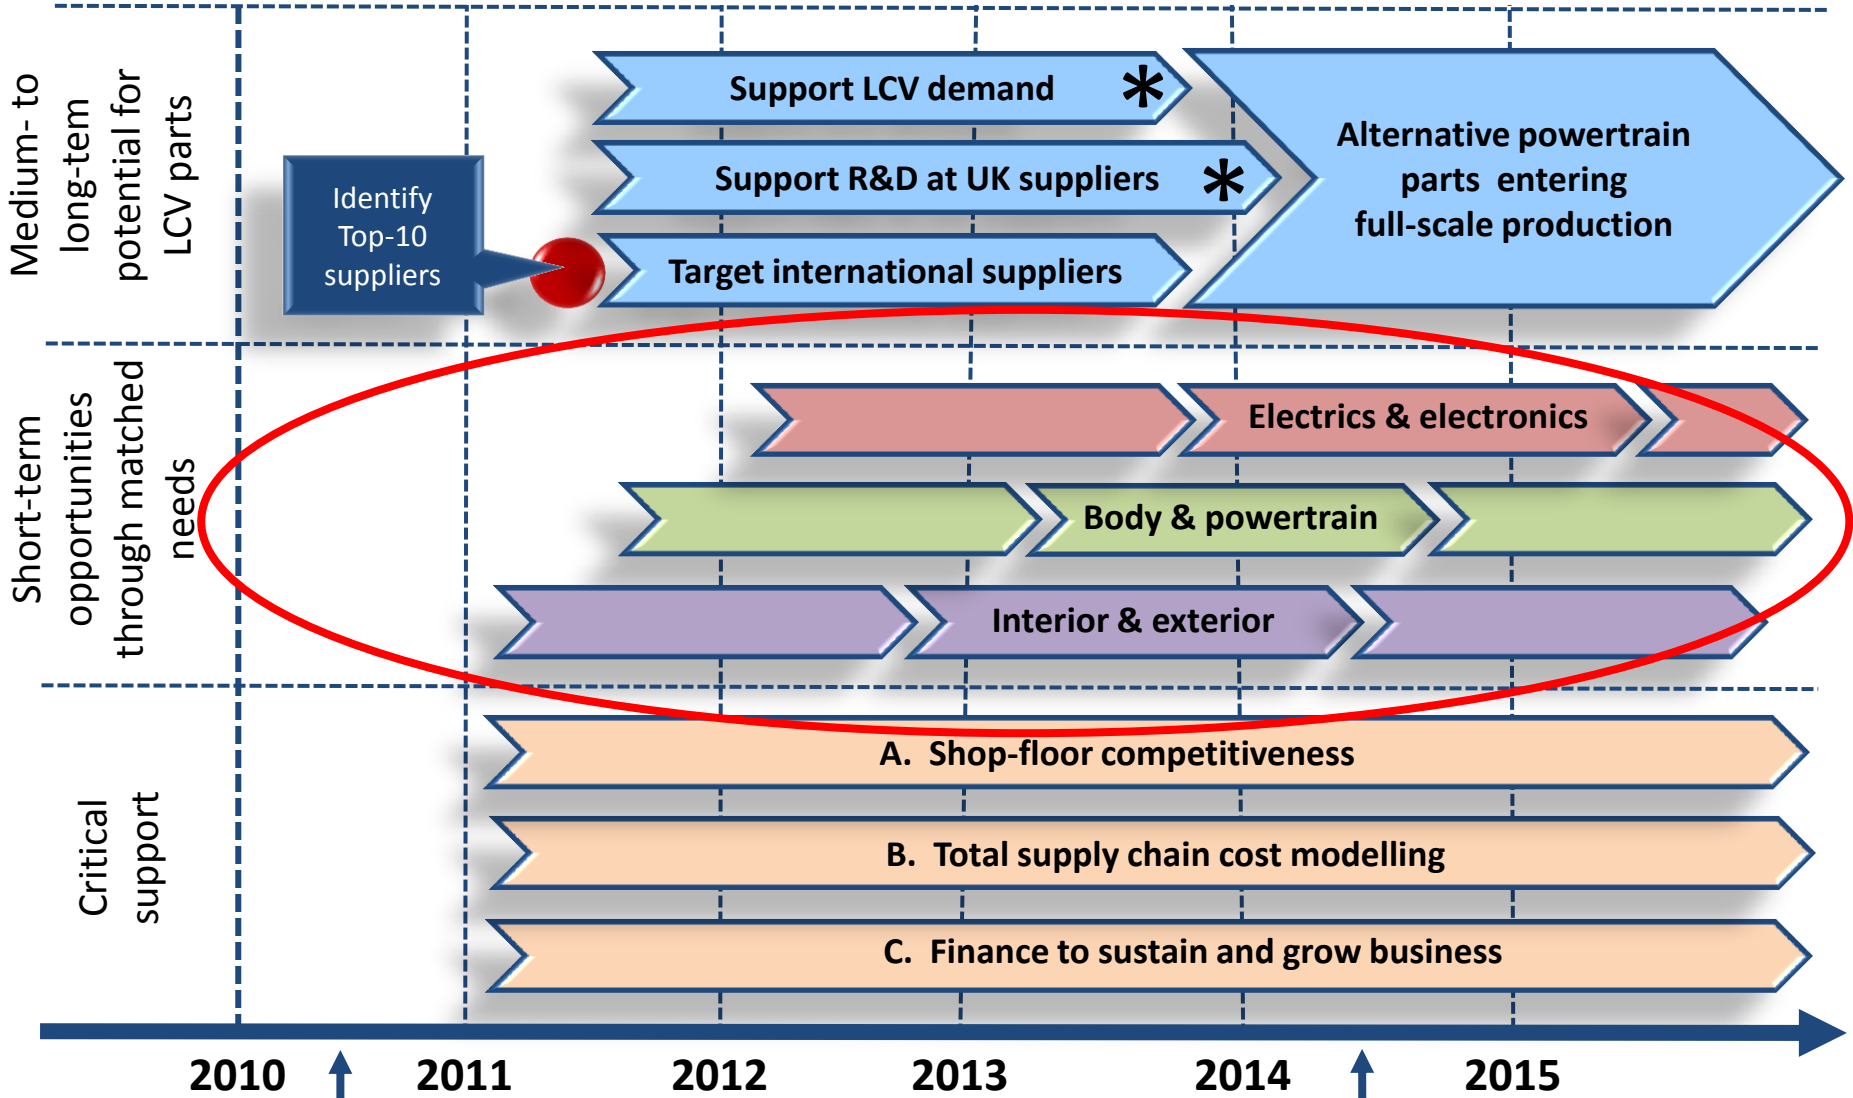 Medium- to
long-tem
potential for
LCV parts
Identify
Top-10
suppliers
Support LCV demand *
Support R&D at UK suppliers *
Target international suppliers
Alternative powertrain
parts entering
full-scale production
Short-term
opportunities
through matched
needs
Electrics & electronics
Body & powertrain
Interior & exterior
Critical
support
A. Shop-floor competitiveness
B. Total supply chain cost modelling
C. Finance to sustain and grow business
2010 2011 2012 2013 2014 2015